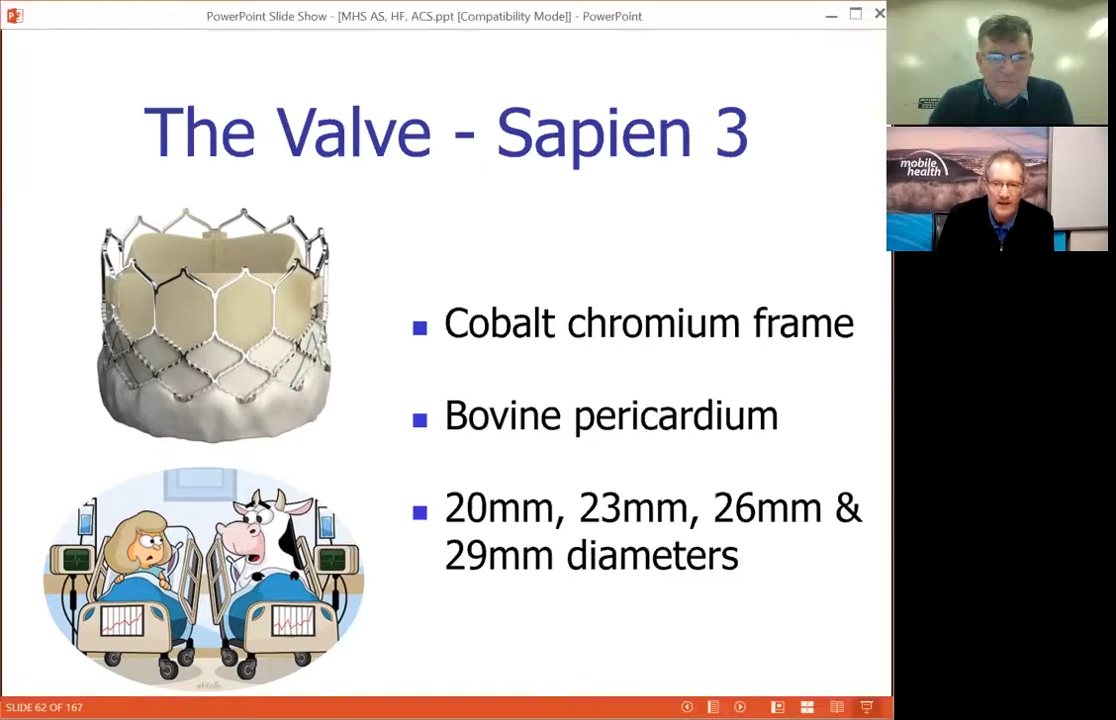 PowerPoint Slide Show - [MHS AS, HF, ACS.ppt [Compatibility Mode]] - PowerPoint
The Valve - Sapien 3
mobile
health
Cobalt chromium frame
Bovine pericardium
20mm, 23mm, 26mm &
29mm diameters
SLIDE 62 OF 167